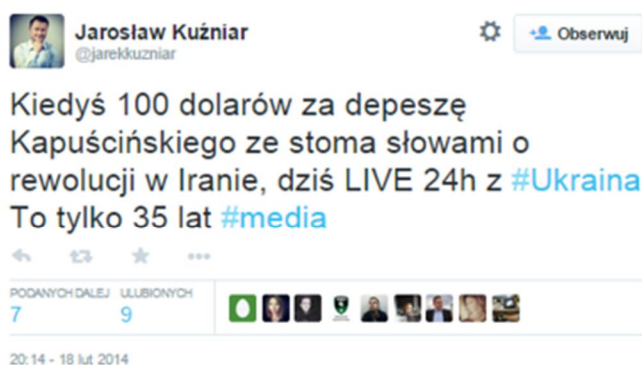 Jarosław Kuźniar
@jarekkuzniar
Obserwuj
Kiedyś 100 dolarów za depeszę
Kapuścińskiego ze stoma słowami o
rewolucji w Iranie, dziś LIVE 24h z #Ukraina
To tylko 35 lat #media
PODANYCH DALEJ ULUBIONYCH
7 9
20:14 - 18 lut 2014